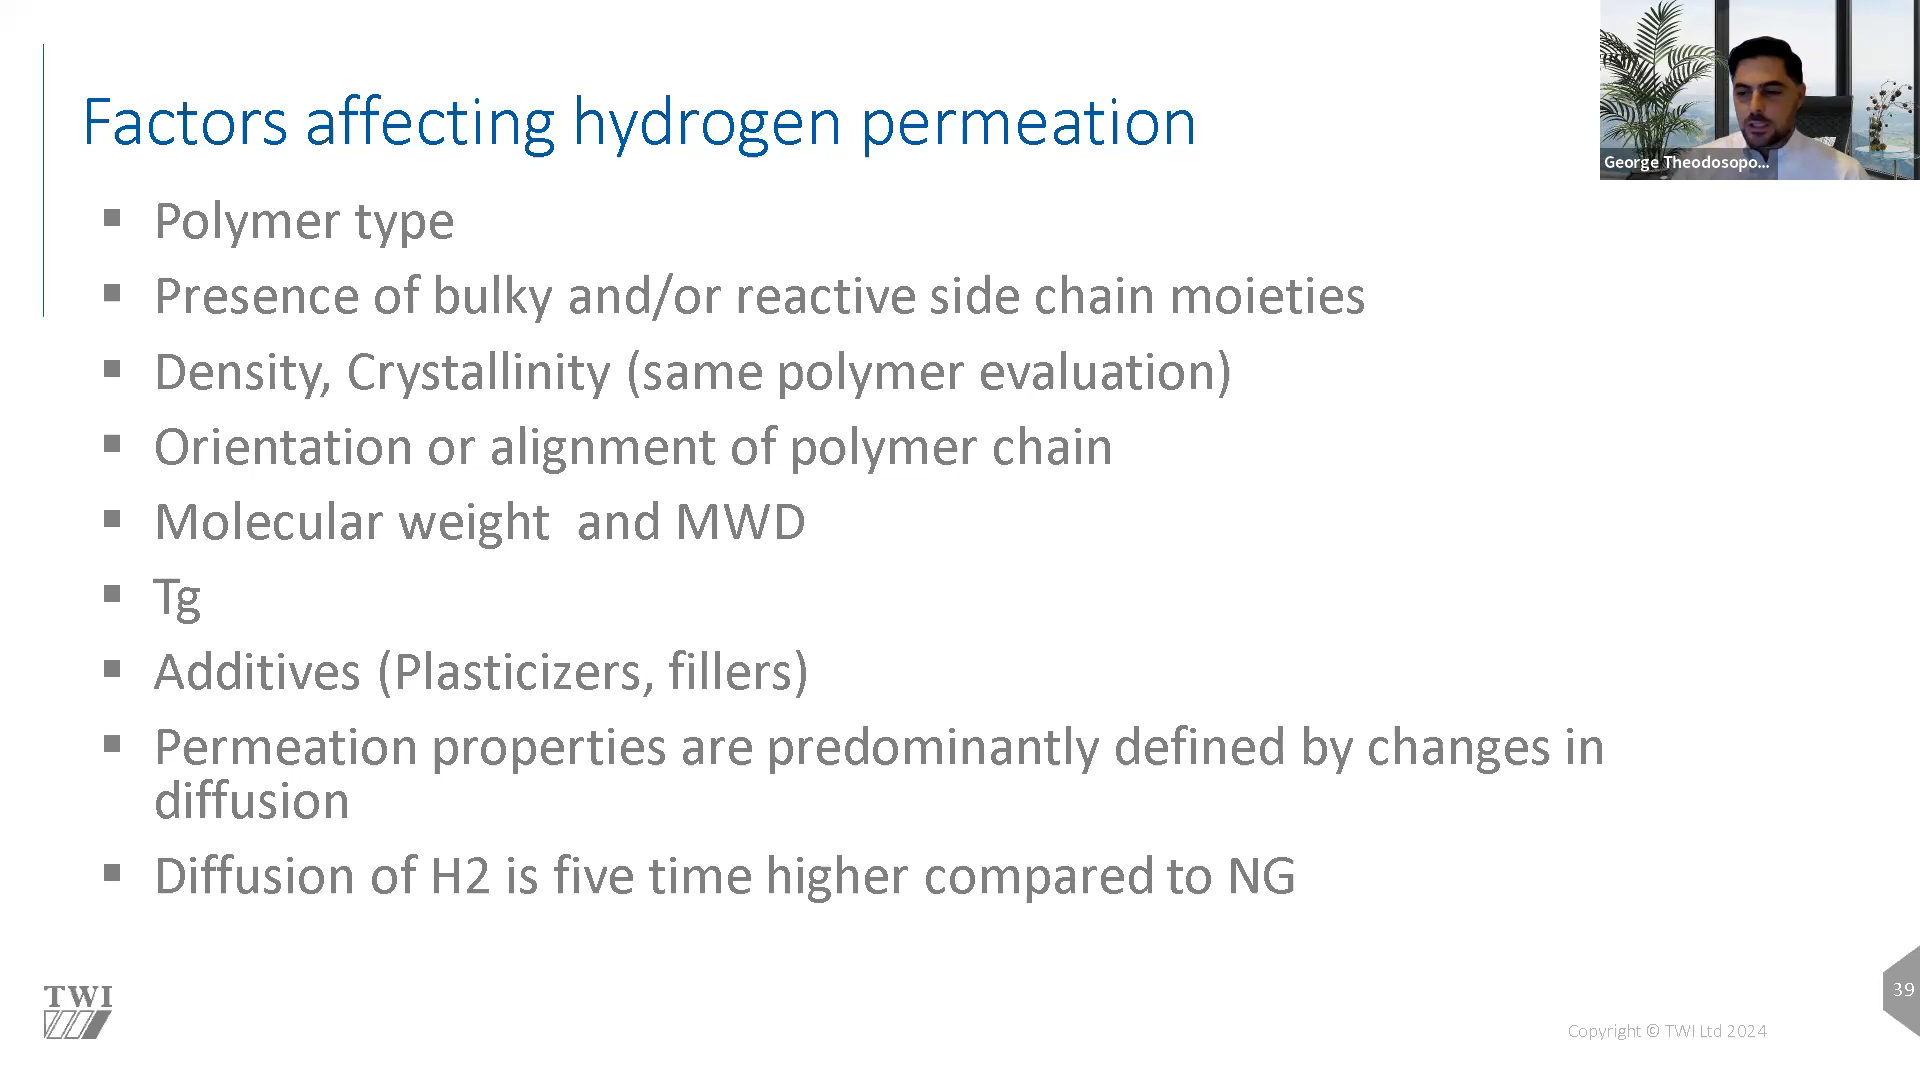 Factors affecting hydrogen permeation
George Theodosopo...
▪ Polymer type
▪ Presence of bulky and/or reactive side chain moieties
▪ Density, Crystallinity (same polymer evaluation)
▪ Orientation or alignment of polymer chain
▪ Molecular weight  and MWD
▪ Tg
▪ Additives (Plasticizers, fillers)
▪ Permeation properties are predominantly defined by changes in
diffusion
▪ Diffusion of H2 is five time higher compared to NG
TWI
39
Copyright © TWI Ltd 2024